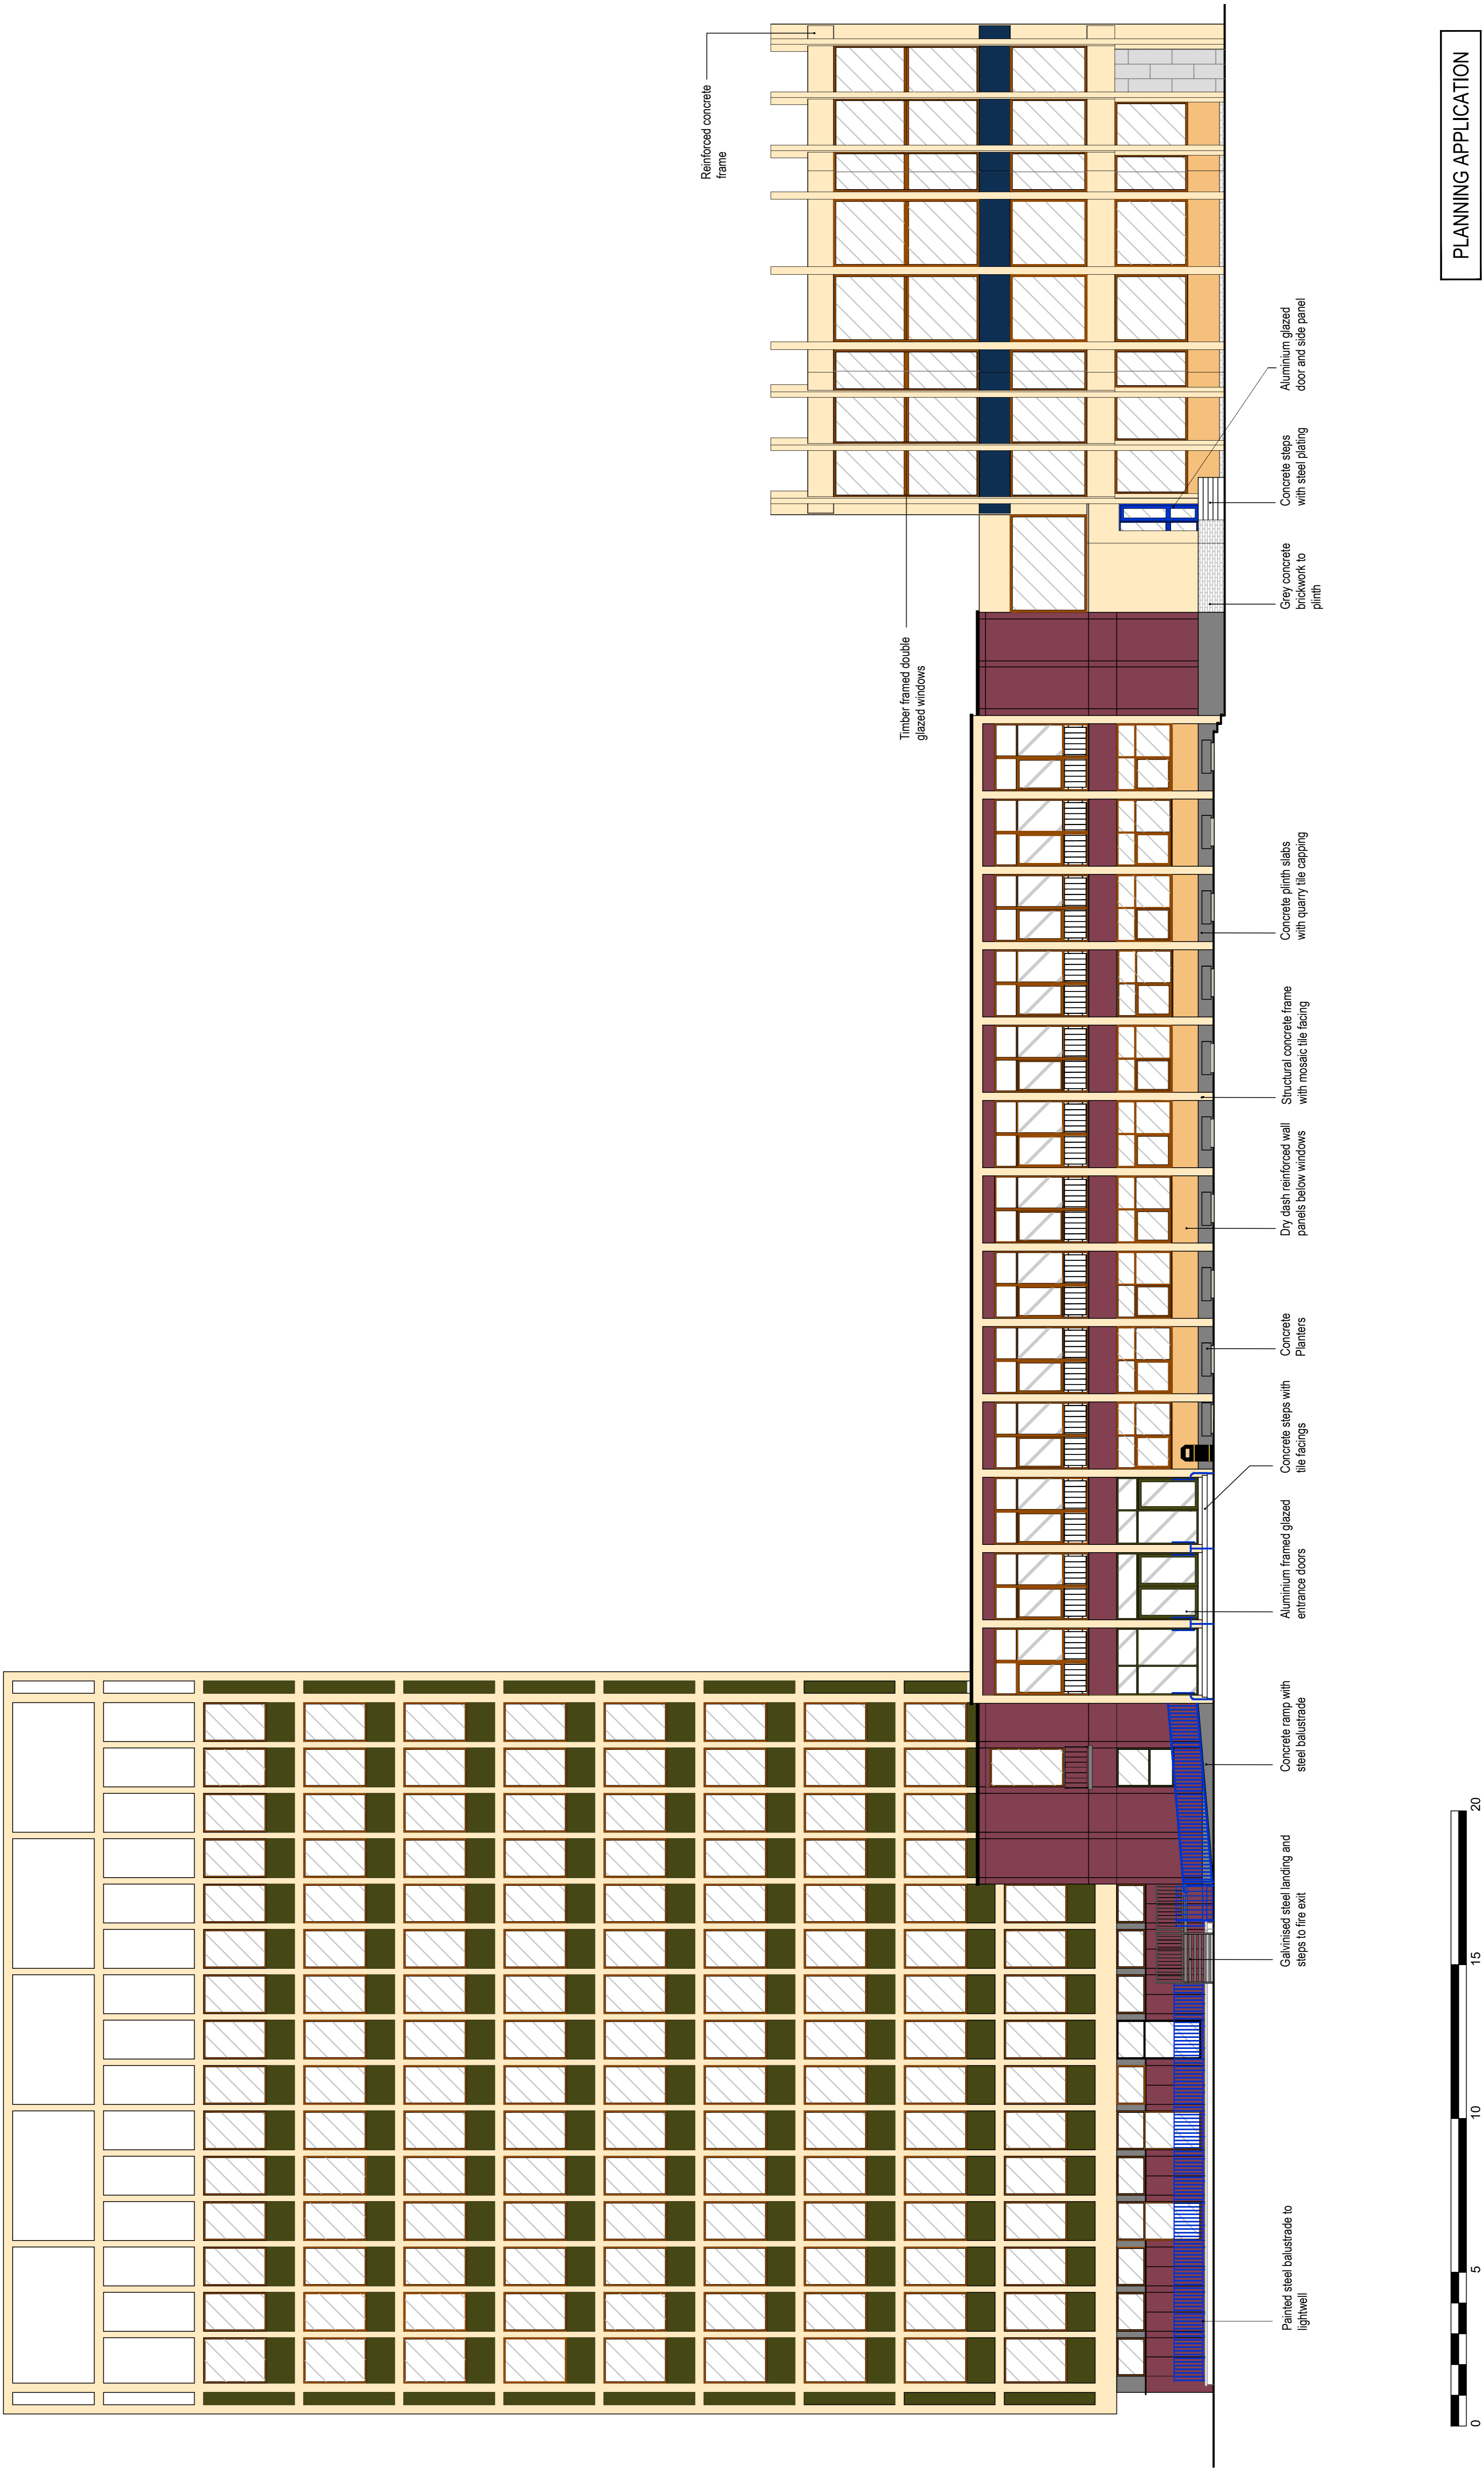 Reinforced concrete
frame
Timber framed double
glazed windows
Painted steel balustrade to
lightwell
Galvinised steel landing and
steps to fire exit
Concrete ramp with
steel balustrade
Aluminium framed glazed
entrance doors
Concrete steps with
tile facings
Concrete
Planters
Dry dash reinforced wall
panels below windows
Structural concrete frame
with mosaic tile facing
Concrete plinth slabs
with quarry tile capping
Grey concrete
brickwork to
plinth
Concrete steps
with steel plating
Aluminium glazed
door and side panel
0
5
10
15
20
PLANNING APPLICATION